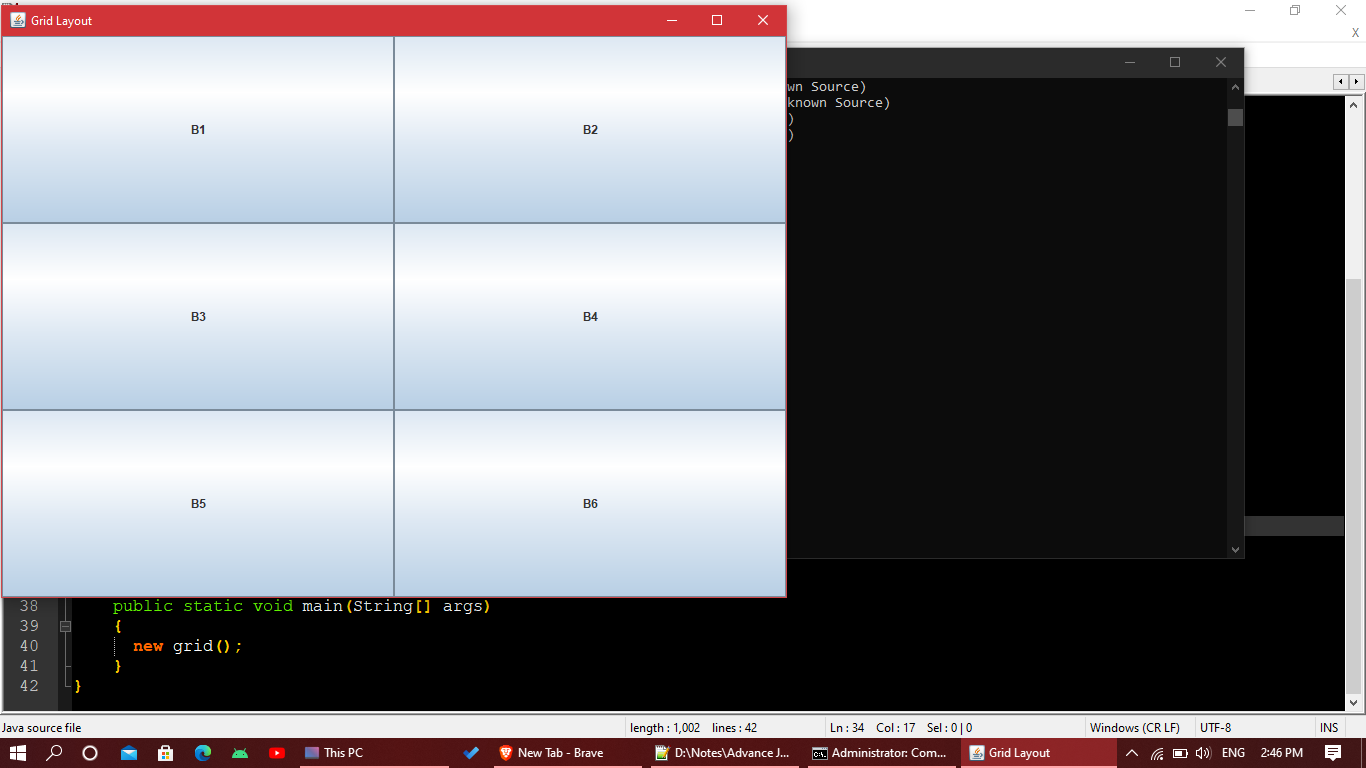 Grid Layout
X
wn Source)
known Source)
)
)
B1
B2
B3
B4
B5
B6
38 public static void main(String[] args)
39 {
40 new grid();
41 }
42 }
Java source file
length : 1,002 lines : 42
Ln : 34 Col : 17 Sel : 0 | 0
Windows (CR LF)
UTF-8
INS
This PC
New Tab - Brave
D:\Notes\Advance J...
Administrator: Com...
Grid Layout
ENG
2:46 PM